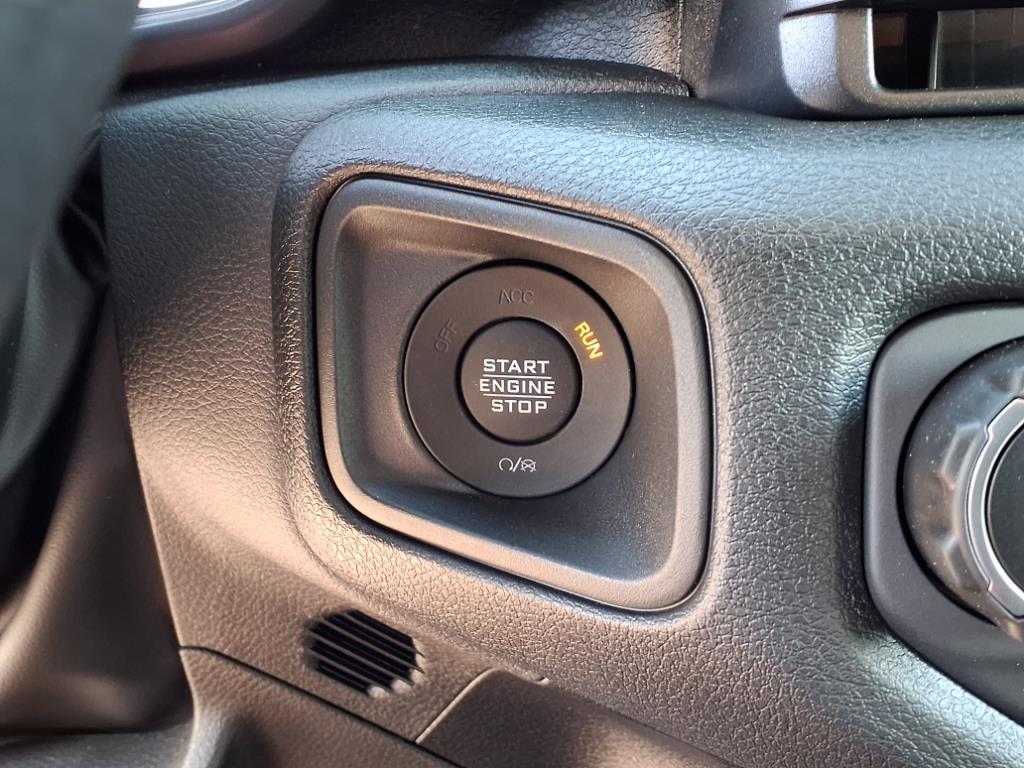 ACC
OFF
RUN
START
ENGINE
STOP